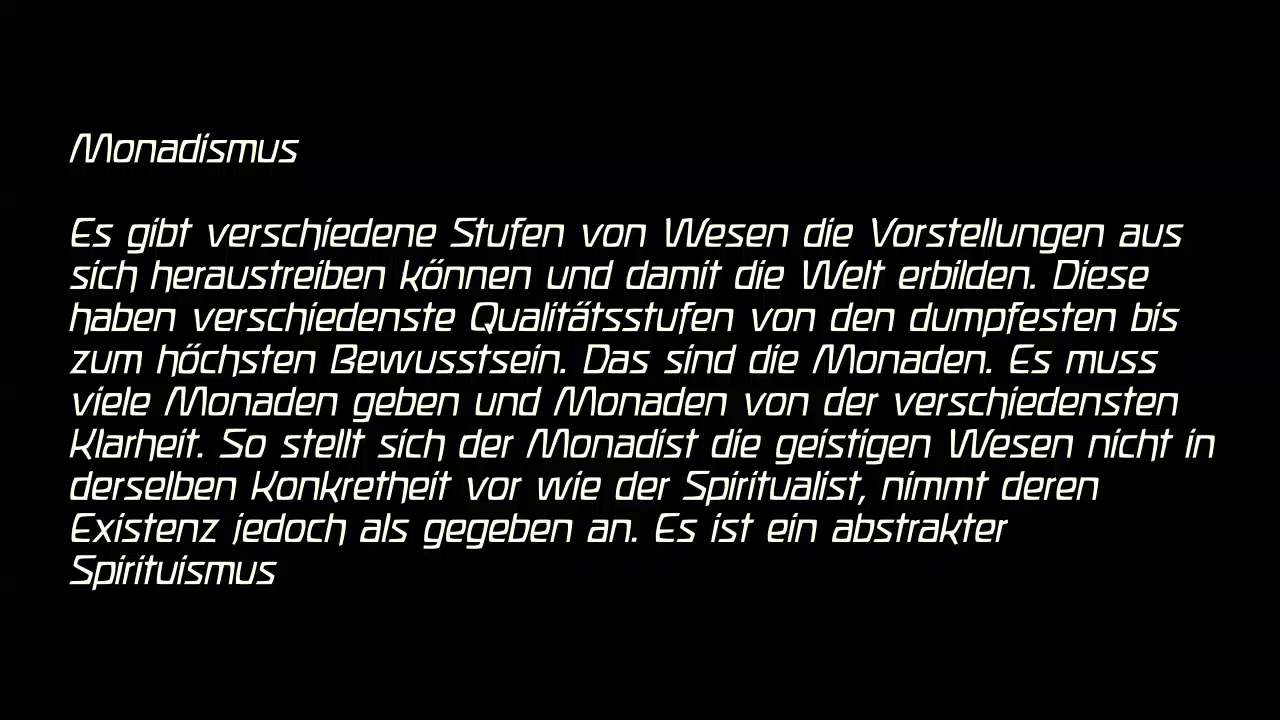 Monadismus
Es gibt verschiedene Stufen von Wesen die Vorstellungen aus
sich heraustreiben können und damit die Welt erbilden. Diese
haben verschiedenste Qualitätsstufen von den dumpfesten bis
zum höchsten Bewusstsein. Das sind die Monaden. Es muss
viele Monaden geben und Monaden von der verschiedensten
Klarheit. So stellt sich der Monadist die geistigen Wesen nicht in
derselben Konkretheit vor wie der Spiritualist, nimmt deren
Existenz jedoch als gegeben an. Es ist ein abstrakter
Spirituismus